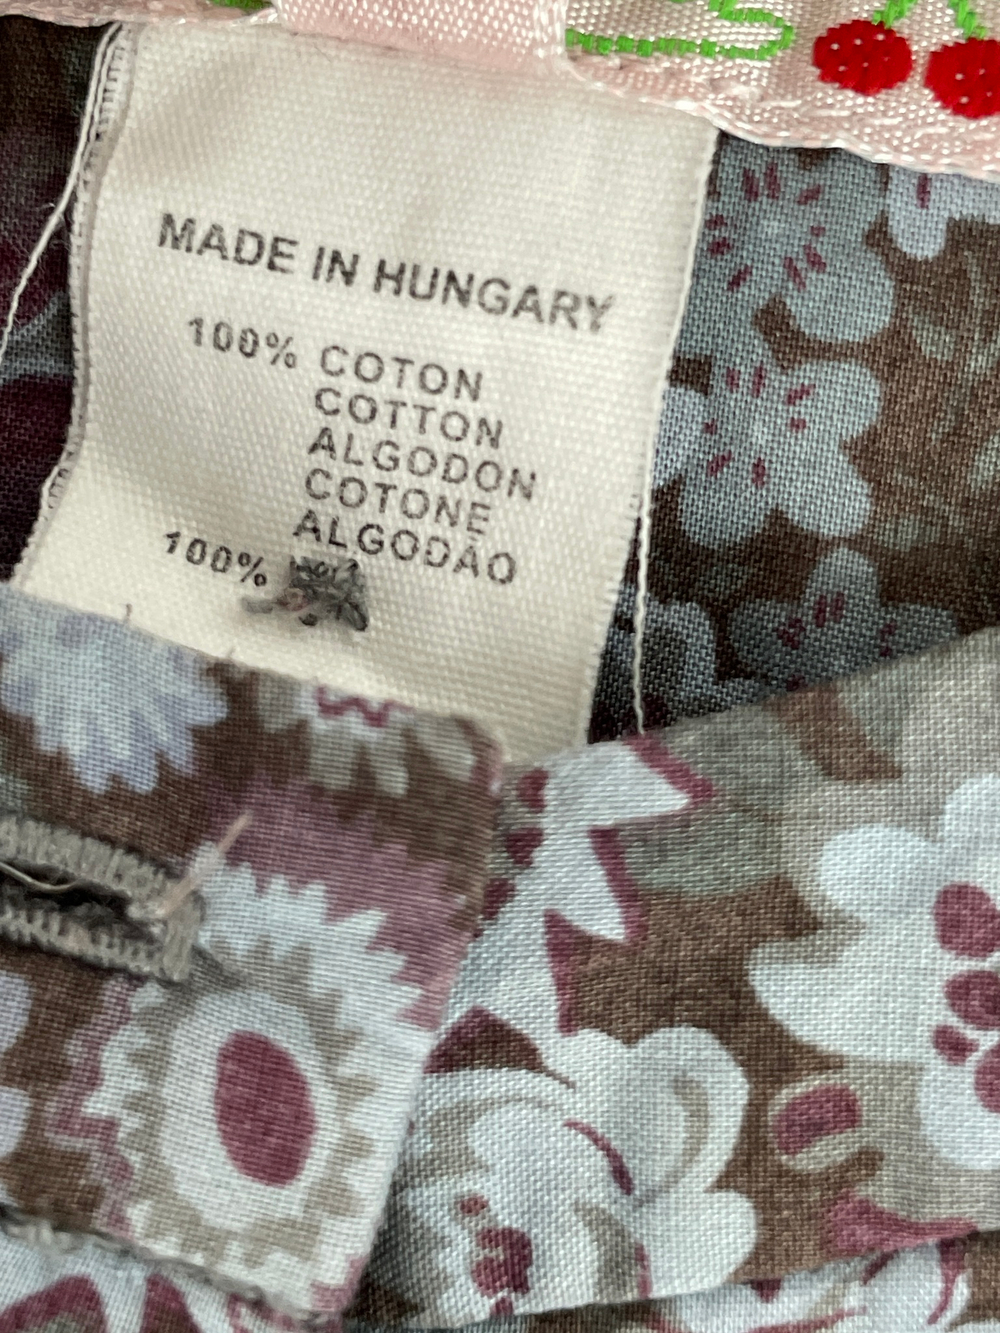 MADE IN HUNGARY
100% COTON
COTTON
ALGODON
COTONE
ALGODÃO
100%